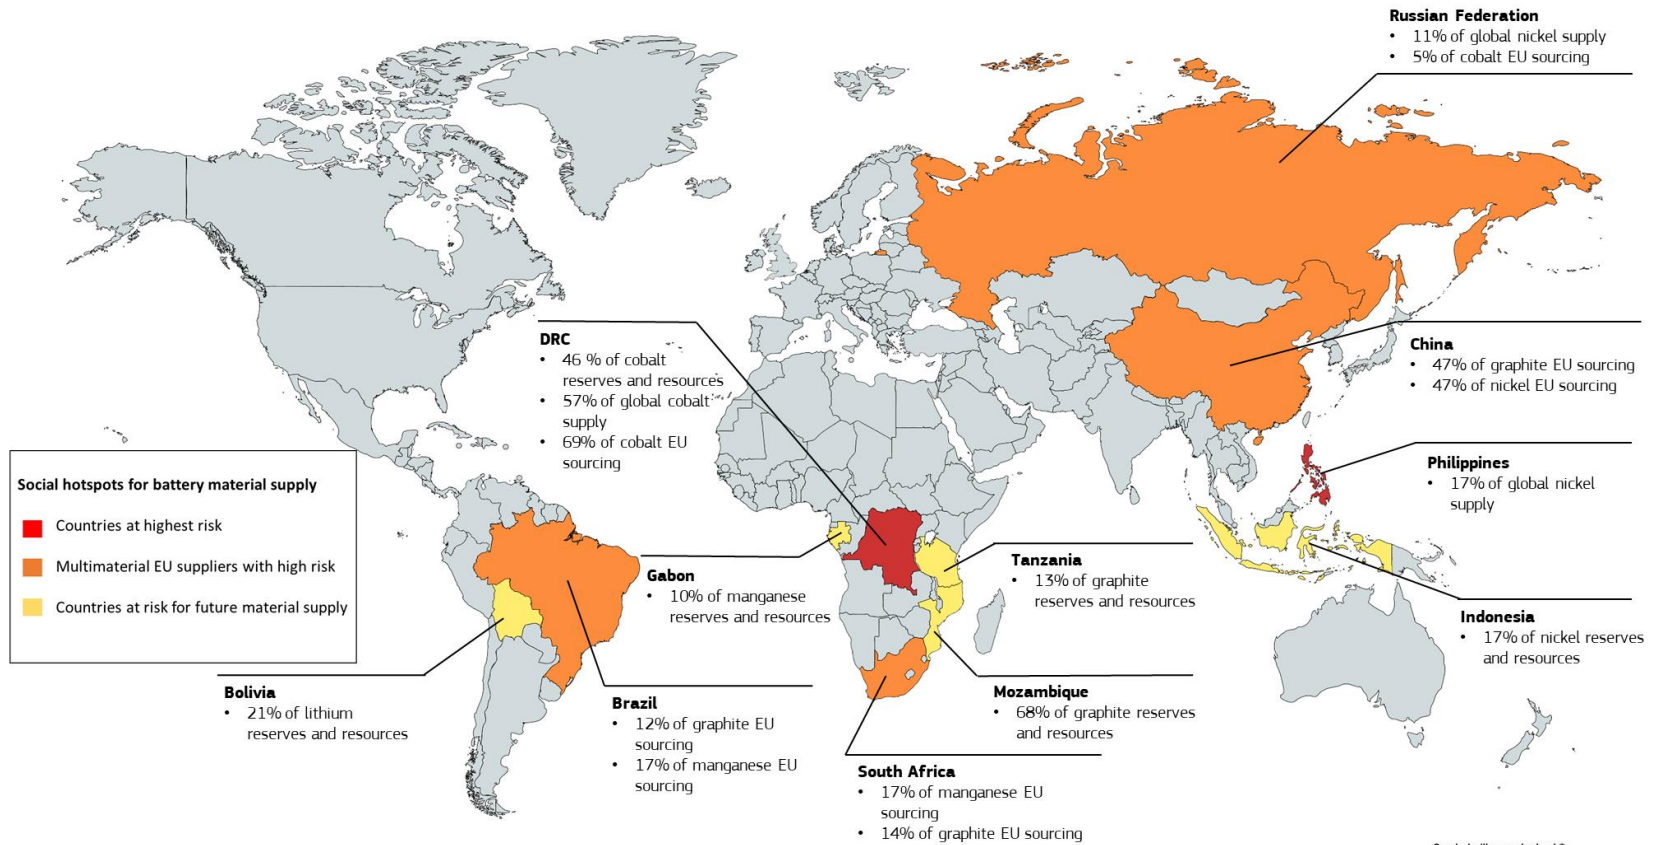 Russian Federation
• 11% of global nickel supply
• 5% of cobalt EU sourcing
DRC
• 46 % of cobalt
reserves and resources
• 57% of global cobalt
supply
• 69% of cobalt EU
sourcing
China
• 47% of graphite EU sourcing
• 47% of nickel EU sourcing
Philippines
• 17% of global nickel
supply
Social hotspots for battery material supply
Countries at highest risk
Multimaterial EU suppliers with high risk
Countries at risk for future material supply
Gabon
• 10% of manganese
reserves and resources
Tanzania
• 13% of graphite
reserves and resources
Indonesia
• 17% of nickel reserves
and resources
Bolivia
• 21% of lithium
reserves and resources
Brazil
• 12% of graphite EU
sourcing
• 17% of manganese EU
sourcing
Mozambique
• 68% of graphite reserves
and resources
South Africa
• 17% of manganese EU
sourcing
• 14% of graphite EU sourcing